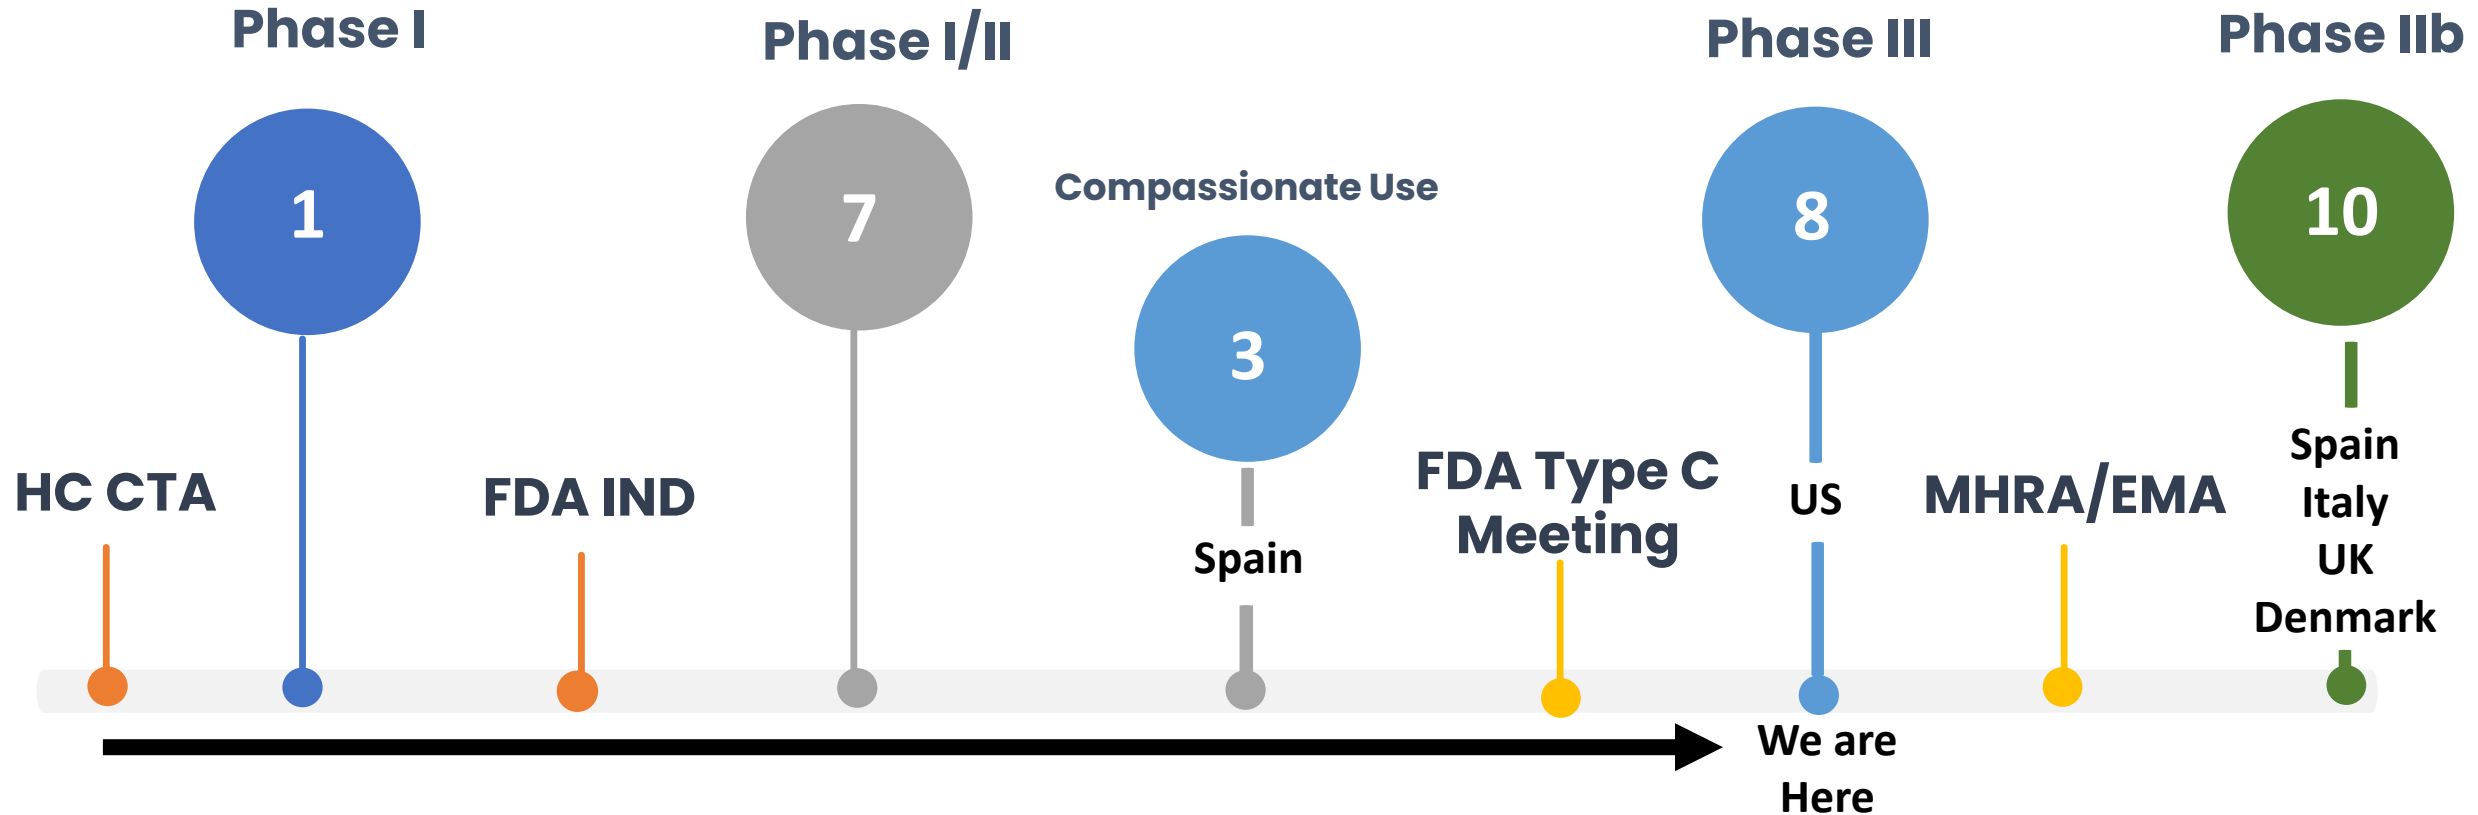 Phase I
1
Phase I/II
7
Compassionate Use
3
Spain
Phase III
8
US
Phase IIb
10
Spain
Italy
UK
Denmark
HC CTA
FDA IND
FDA Type C
Meeting
MHRA/EMA
We are
Here